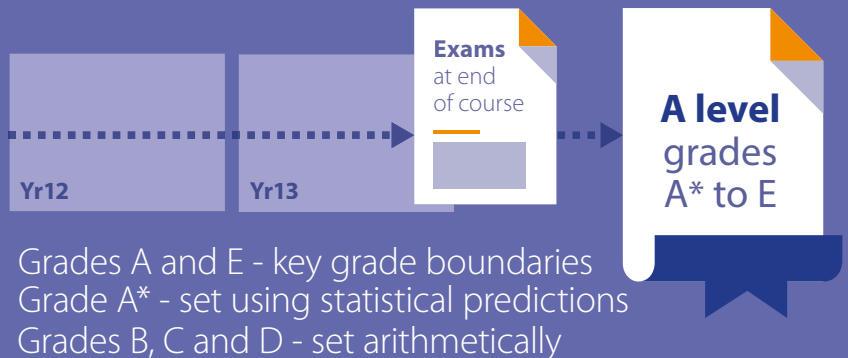 Yr12
Yr13
Exams
at end
of course
A level
grades
A* to E
Grades A and E - key grade boundaries
Grade A* - set using statistical predictions
Grades B, C and D - set arithmetically